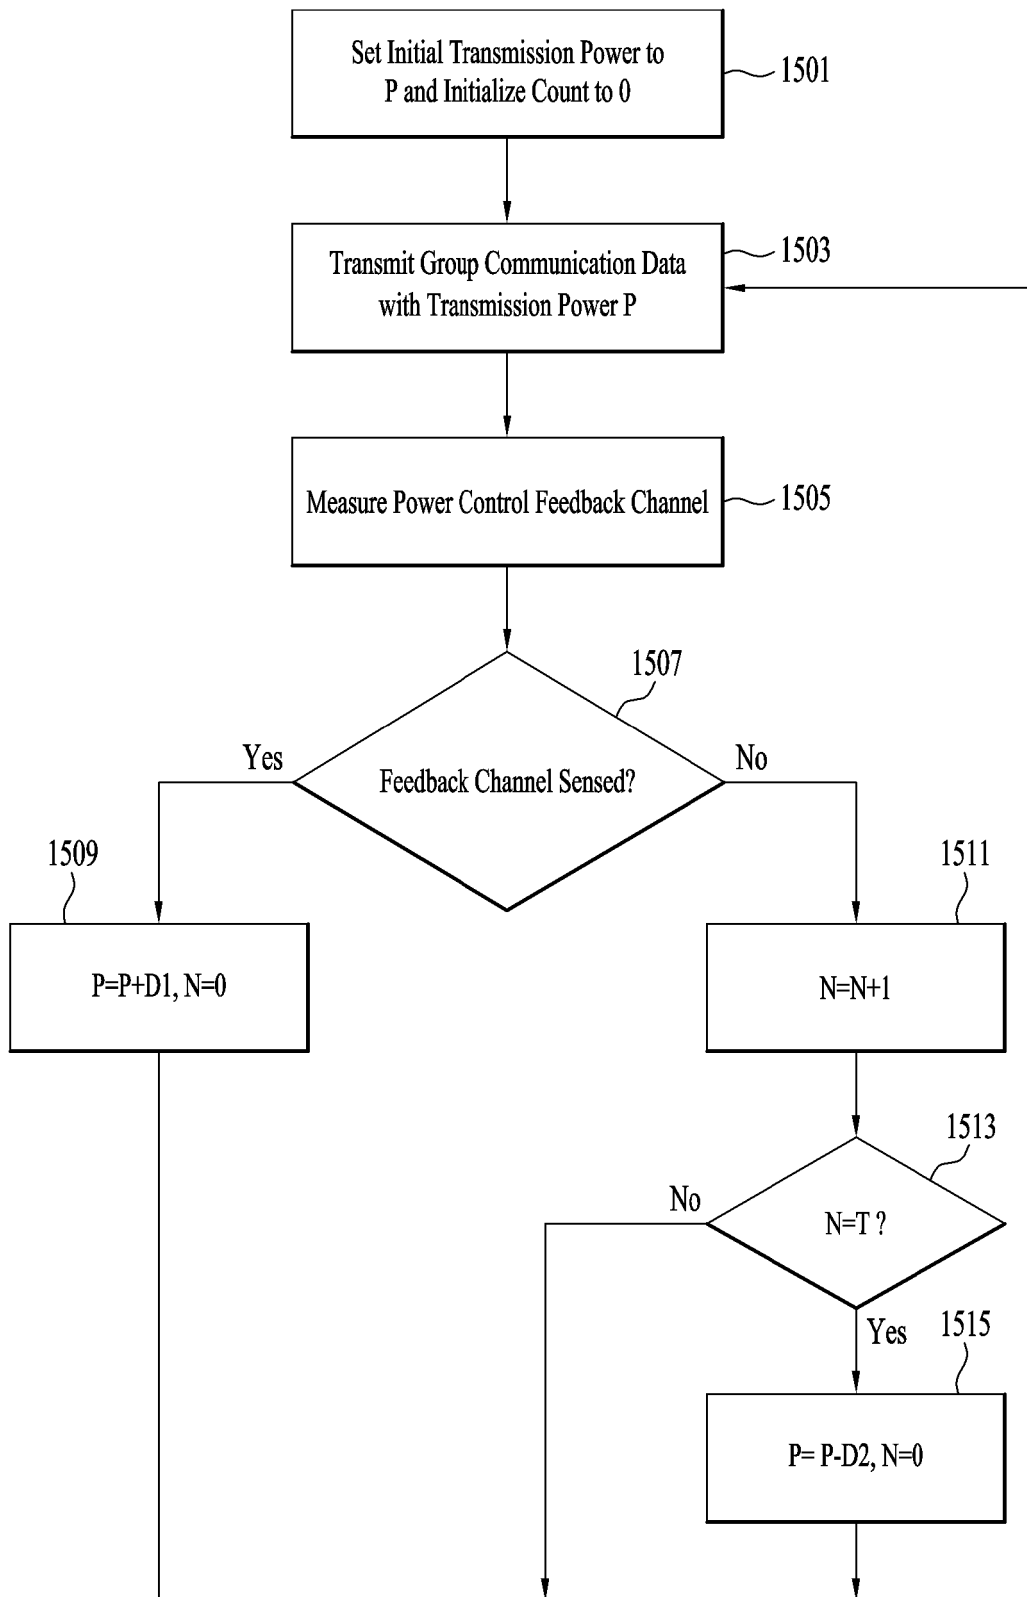 Set Initial Transmission Power to
P and Initialize Count to 0
1501
Transmit Group Communication Data
with Transmission Power P
1503
Measure Power Control Feedback Channel
1505
1507
Feedback Channel Sensed?
Yes
No
1509
P=P+D1, N=0
1511
N=N+1
1513
N=T ?
No
Yes
1515
P= P-D2, N=0